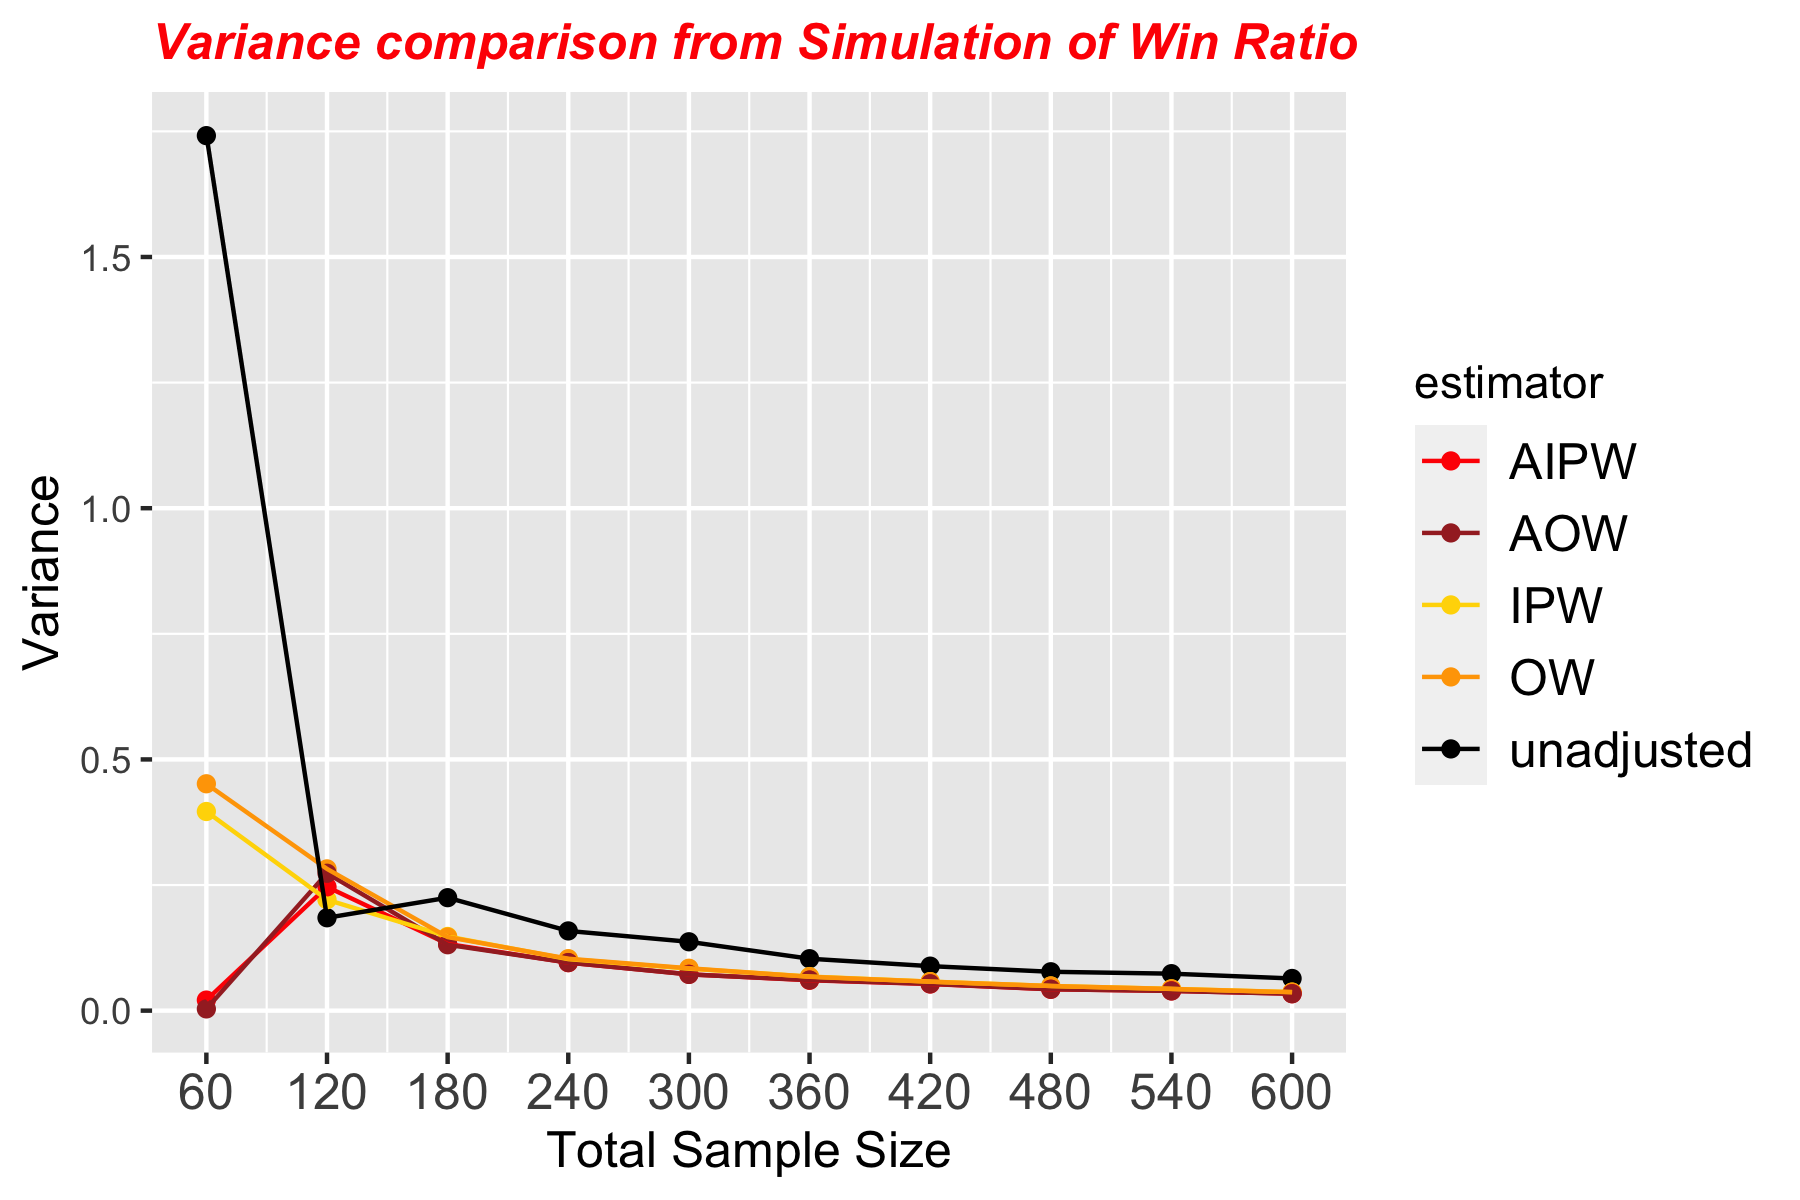 Variance comparison from Simulation of Win Ratio
Variance
1.5
1.0
0.5
0.0
60 120 180 240 300 360 420 480 540 600
Total Sample Size
estimator
AIPW
AOW
IPW
OW
unadjusted